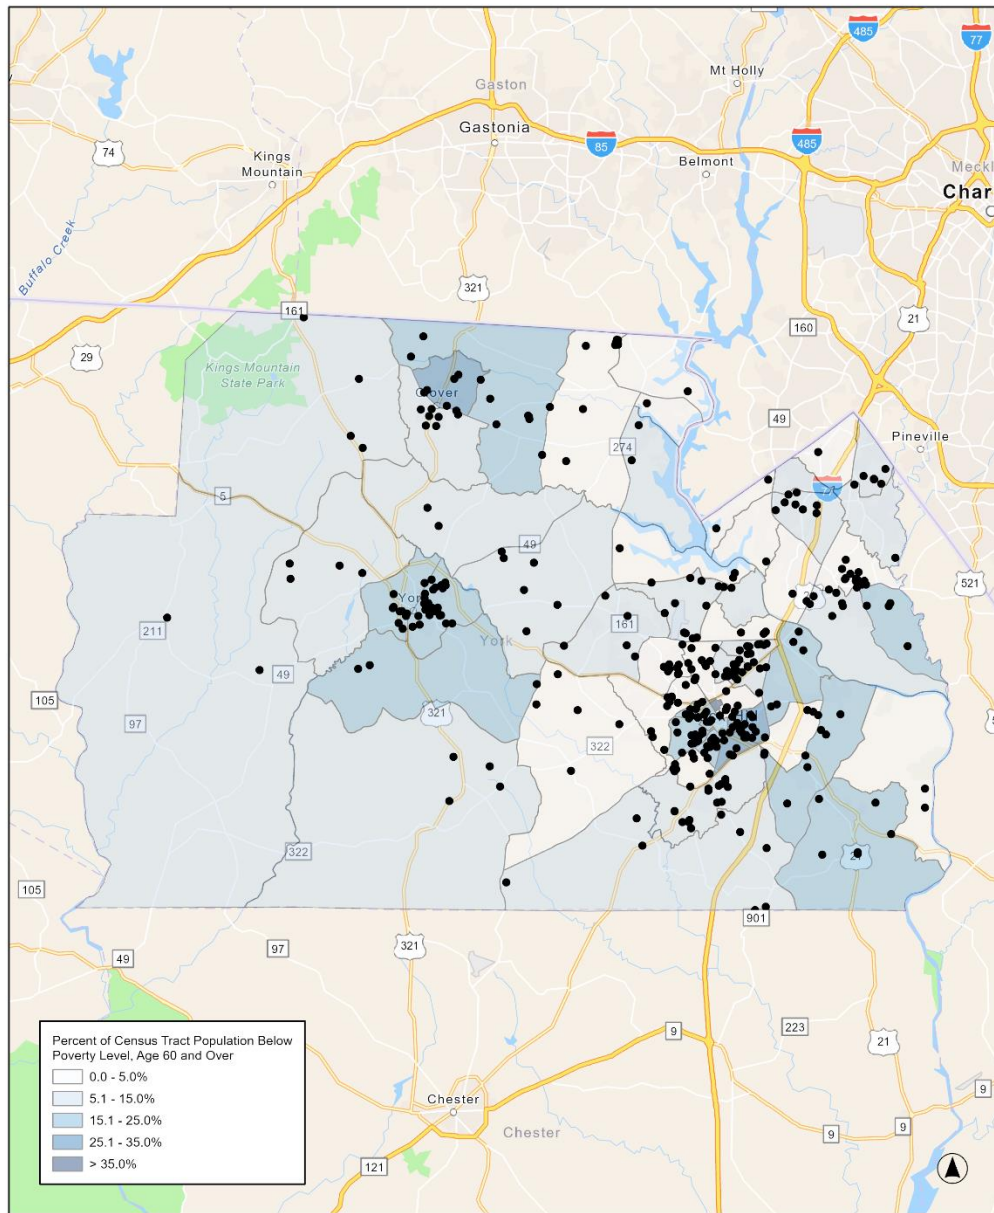 485
77
Mt Holly
Gaston
Gastonia
74
85
485
Kings
Mountain
Belmont
Meckl
Char
Buffalo Creek
321
161
21
160
29
Kings Mountain
State Park
Clover
49
Pineville
274
5
49
521
York
211
161
York
49
105
321
97
322
322
21
105
901
97
321
49
Percent of Census Tract Population Below
Poverty Level, Age 60 and Over
0.0 - 5.0%
5.1 - 15.0%
15.1 - 25.0%
25.1 - 35.0%
> 35.0%
9
223
21
9
Chester
Chester
9
9
121